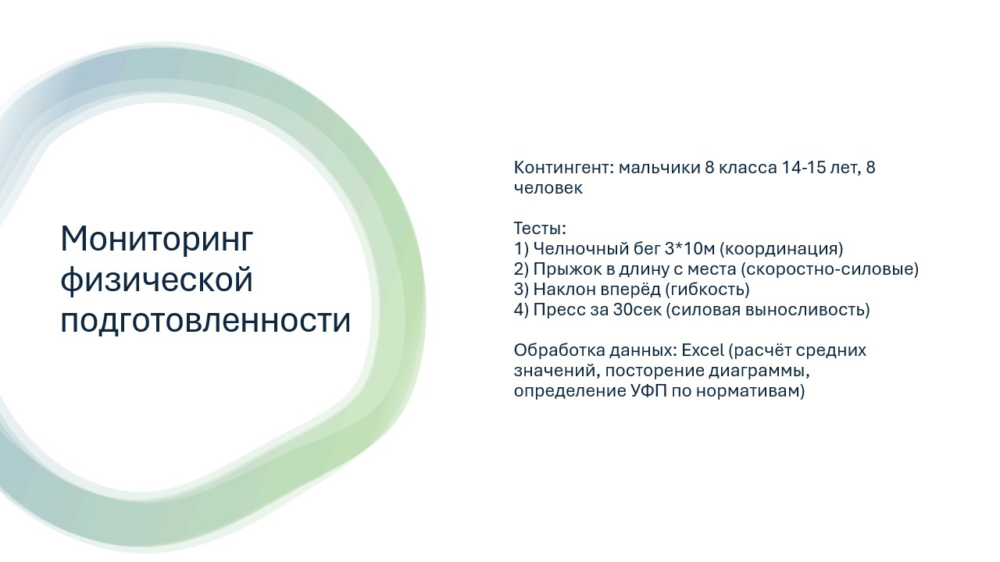 Мониторинг
физической
подготовленности
Контингент: мальчики 8 класса 14-15 лет, 8
человек
Тесты:
1) Челночный бег 3*10м (координация)
2) Прыжок в длину с места (скоростно-силовые)
3) Наклон вперёд (гибкость)
4) Пресс за 30сек (силовая выносливость)
Обработка данных: Excel (расчёт средних
значений, посторение диаграммы,
определение УФП по нормативам)